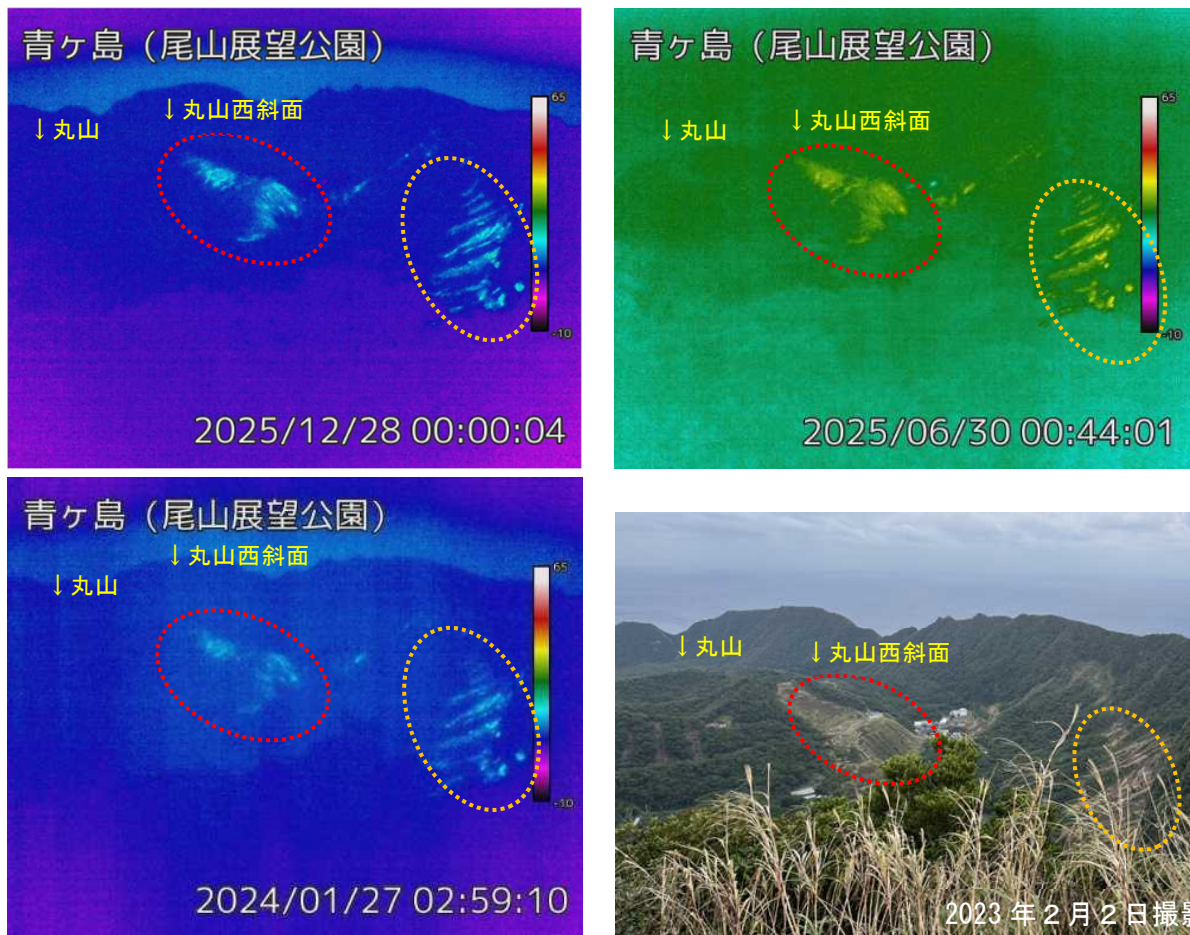 青ヶ島（尾山展望公園）
↓丸山
↓丸山西斜面
65
-10
2025/12/28 00:00:04
青ヶ島（尾山展望公園）
↓丸山
↓丸山西斜面
65
-10
2025/06/30 00:44:01
青ヶ島（尾山展望公園）
↓丸山西斜面
↓丸山
65
-10
2024/01/27 02:59:10
↓丸山
↓丸山西斜面
2023年２月２日撮影